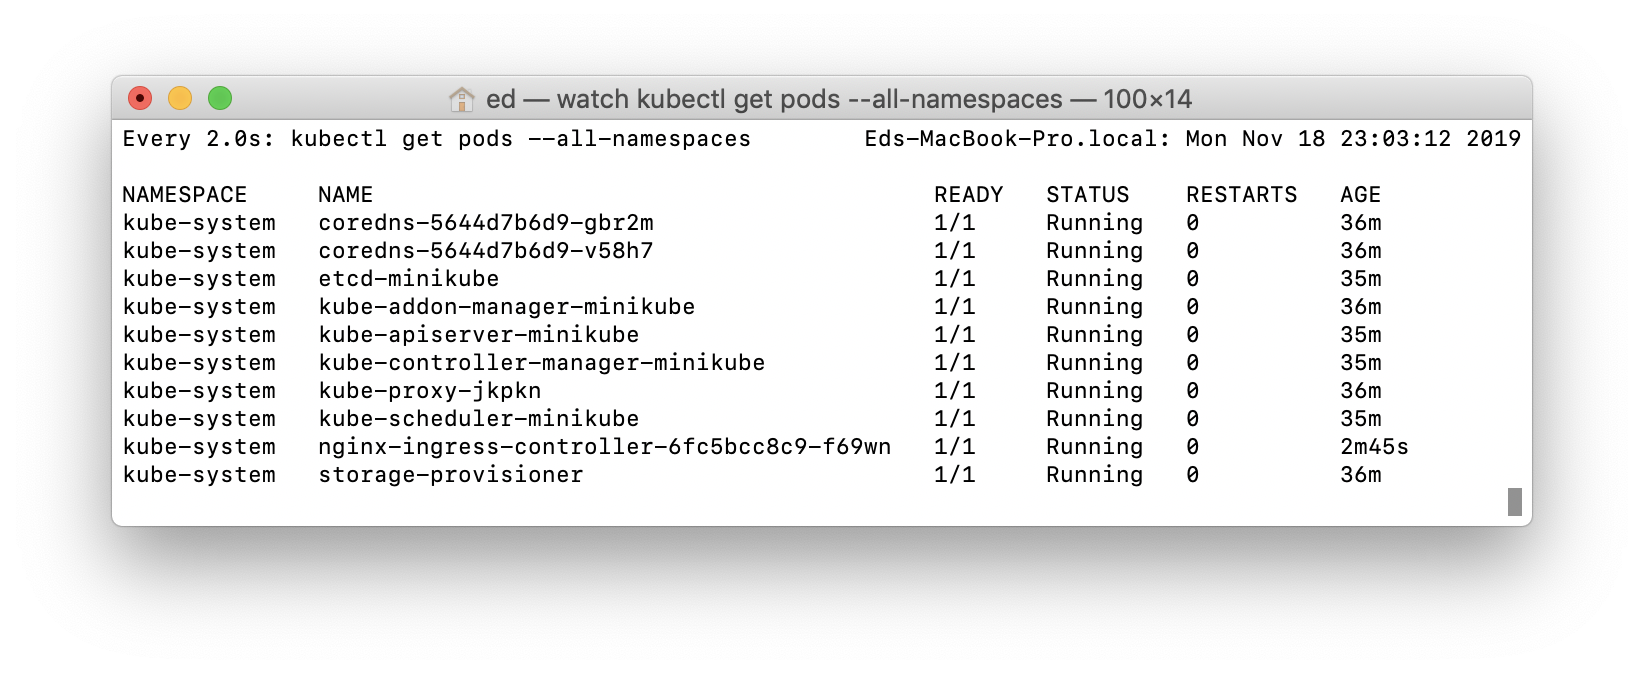 ed — watch kubectl get pods --all-namespaces — 100×14
Every 2.0s: kubectl get pods --all-namespaces Eds-MacBook-Pro.local: Mon Nov 18 23:03:12 2019
NAMESPACE NAME READY STATUS RESTARTS AGE
kube-system coredns-5644d7b6d9-gbr2m 1/1 Running 0 36m
kube-system coredns-5644d7b6d9-v58h7 1/1 Running 0 36m
kube-system etcd-minikube 1/1 Running 0 35m
kube-system kube-addon-manager-minikube 1/1 Running 0 36m
kube-system kube-apiserver-minikube 1/1 Running 0 35m
kube-system kube-controller-manager-minikube 1/1 Running 0 35m
kube-system kube-proxy-jkpkn 1/1 Running 0 36m
kube-system kube-scheduler-minikube 1/1 Running 0 35m
kube-system nginx-ingress-controller-6fc5bcc8c9-f69wn 1/1 Running 0 2m45s
kube-system storage-provisioner 1/1 Running 0 36m